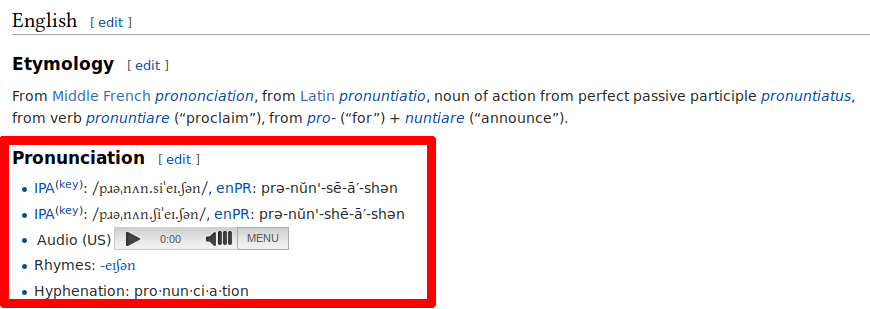 English [ edit ]
Etymology [ edit ]
From Middle French prononciation, from Latin pronuntiatio, noun of action from perfect passive participle pronuntiatus,
from verb pronuntiare (“proclaim”), from pro- (“for”) + nuntiare (“announce”).
Pronunciation [ edit ]
• IPA(key): /pɹəˌnʌn.siˈeɪ.ʃən/, enPR: prə-nŭn'-sē-ā′-shən
• IPA(key): /pɹəˌnʌn.ʃiˈeɪ.ʃən/, enPR: prə-nŭn'-shē-ā′-shən
• Audio (US) 0:00 MENU
• Rhymes: -eɪʃən
• Hyphenation: pro·nun·ci·a·tion